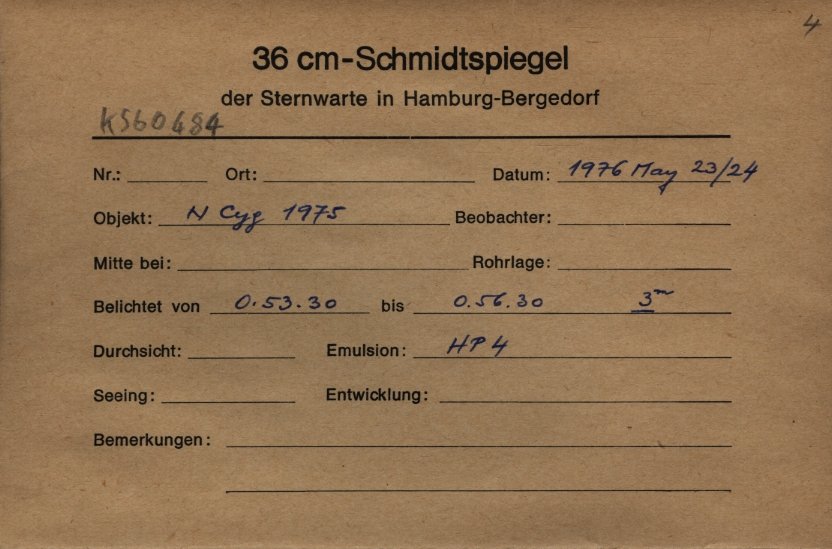 4
36 cm-Schmidtspiegel
der Sternwarte in Hamburg-Bergedorf
KS60484
Nr.: Ort: Datum: 1976 May 23/24
Objekt: N Cyg 1975 Beobachter:
Mitte bei: Rohrlage:
Belichtet von 0.53.30 bis 0.56.30 3m
Durchsicht: Emulsion: HP4
Seeing: Entwicklung:
Bemerkungen: